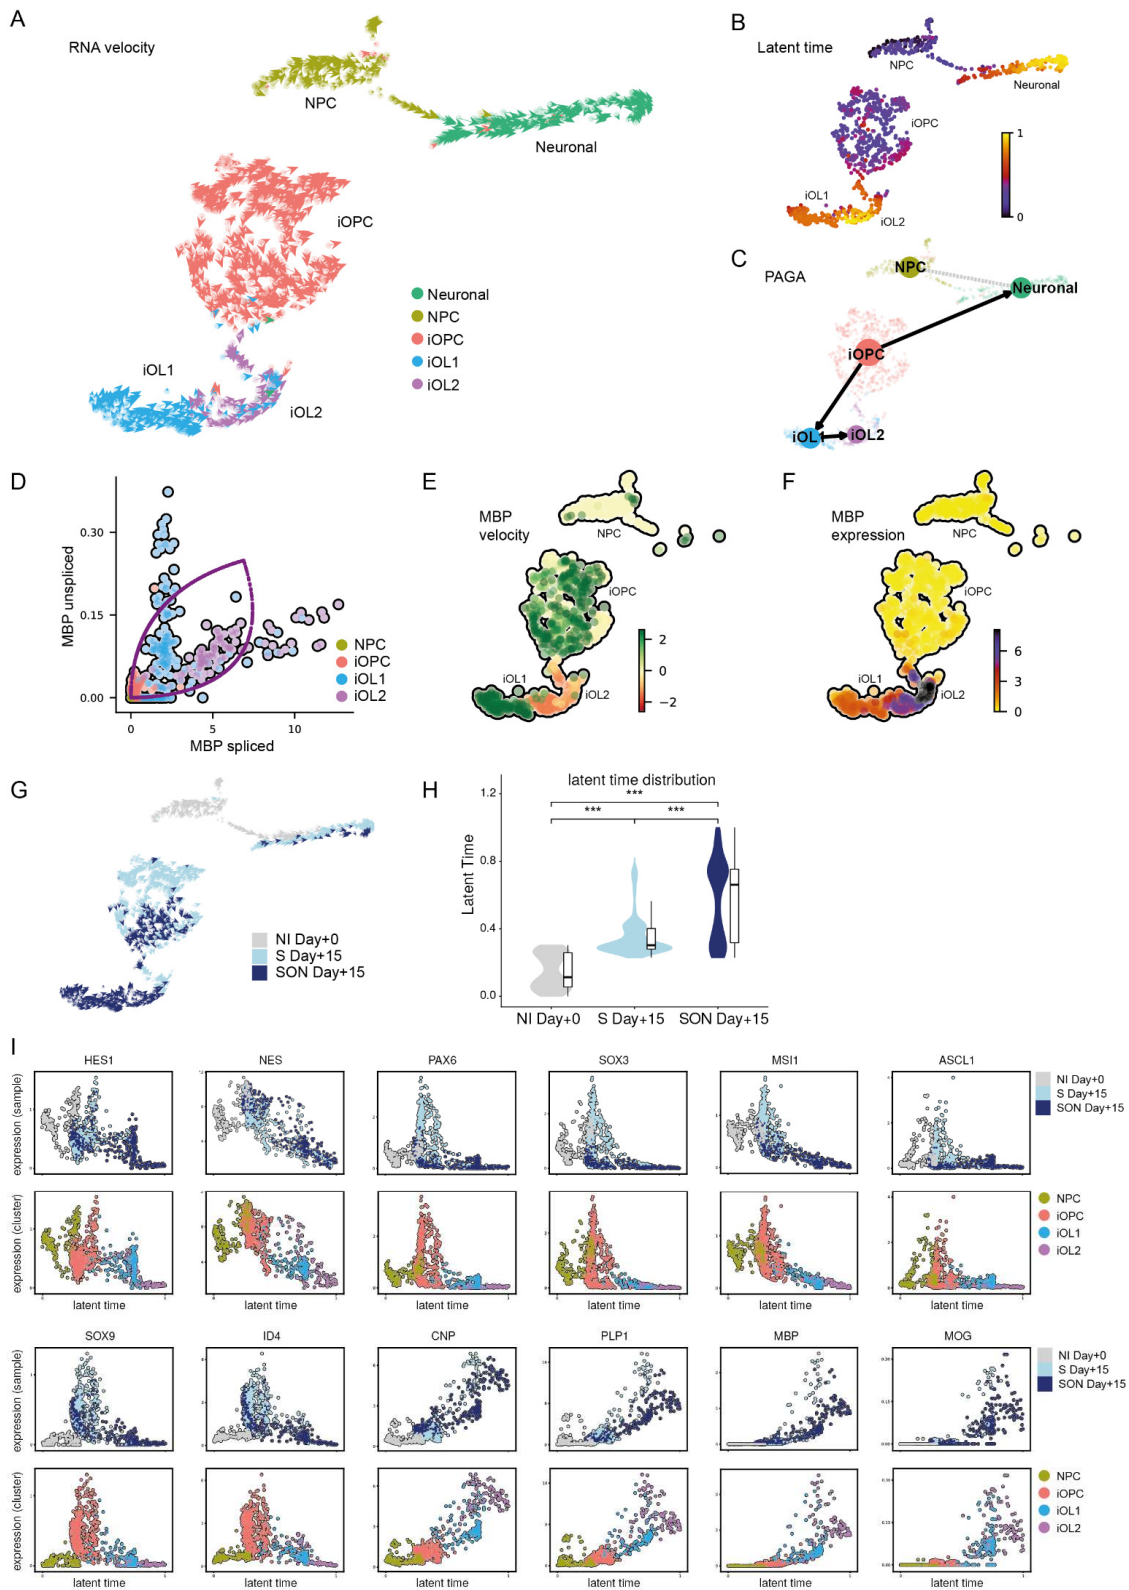 A
RNA velocity
NPC
Neuronal
iOPC
Neuronal
NPC
iOPC
iOL1
iOL2
iOL1
iOL2
B
Latent time
NPC
Neuronal
iOPC
1
0
iOL1
iOL2
C
PAGA
NPC
Neuronal
iOPC
iOL1
iOL2
D
MBP unspliced
0.30
0.15
0.00
NPC
iOPC
iOL1
iOL2
0
5
10
MBP spliced
E
MBP
velocity
NPC
iOPC
2
0
−2
iOL1
iOL2
F
MBP
expression
NPC
iOPC
6
3
0
iOL1
iOL2
G
NI Day+0
S Day+15
SON Day+15
H
latent time distribution
***
***
***
Latent Time
1.2
0.8
0.4
0.0
NI Day+0
S Day+15
SON Day+15
I
HES1
NES
PAX6
SOX3
MSI1
ASCL1
expression (sample)
NI Day+0
S Day+15
SON Day+15
expression (cluster)
NPC
iOPC
iOL1
iOL2
latent time
latent time
latent time
latent time
latent time
latent time
SOX9
ID4
CNP
PLP1
MBP
MOG
expression (sample)
NI Day+0
S Day+15
SON Day+15
expression (cluster)
NPC
iOPC
iOL1
iOL2
latent time
latent time
latent time
latent time
latent time
latent time